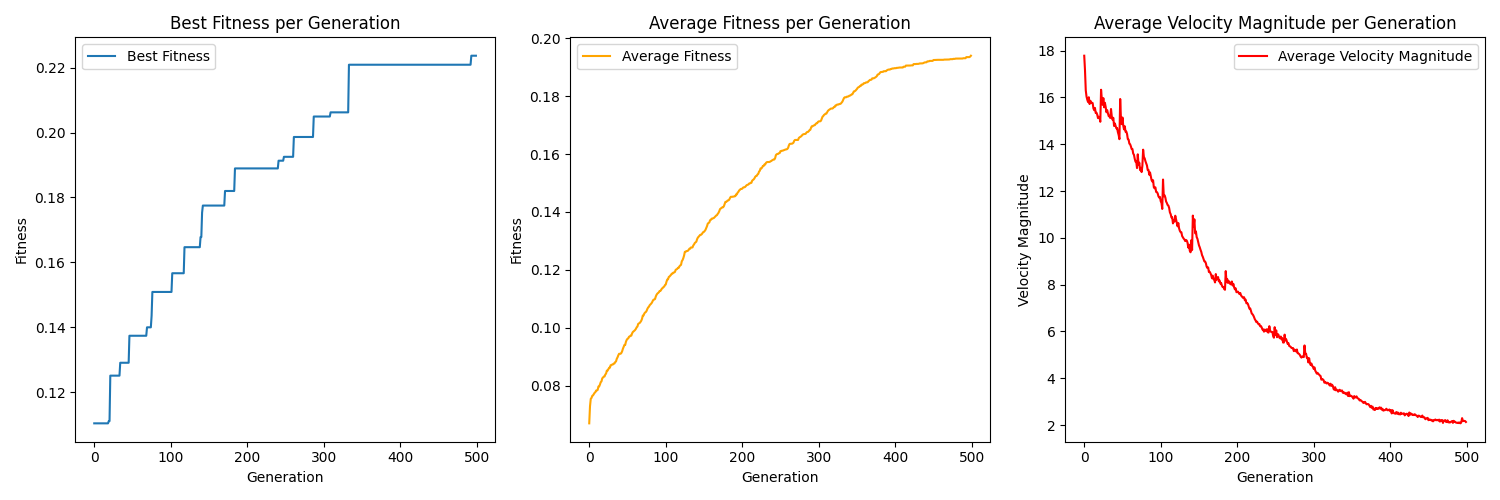 Best Fitness per Generation
Best Fitness
0.22
0.20
0.18
0.16
0.14
0.12
Fitness
0 100 200 300 400 500
Generation
Average Fitness per Generation
Average Fitness
0.20
0.18
0.16
0.14
0.12
0.10
0.08
Fitness
0 100 200 300 400 500
Generation
Average Velocity Magnitude per Generation
Average Velocity Magnitude
18
16
14
12
10
8
6
4
2
Velocity Magnitude
0 100 200 300 400 500
Generation